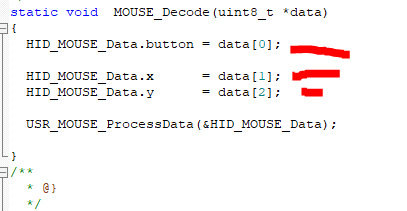 static void  MOUSE_Decode(uint8_t *data)
{
  HID_MOUSE_Data.button = data[0];
  HID_MOUSE_Data.x      = data[1];
  HID_MOUSE_Data.y      = data[2];
  USR_MOUSE_ProcessData(&HID_MOUSE_Data);
}
/**
  * @}
  */